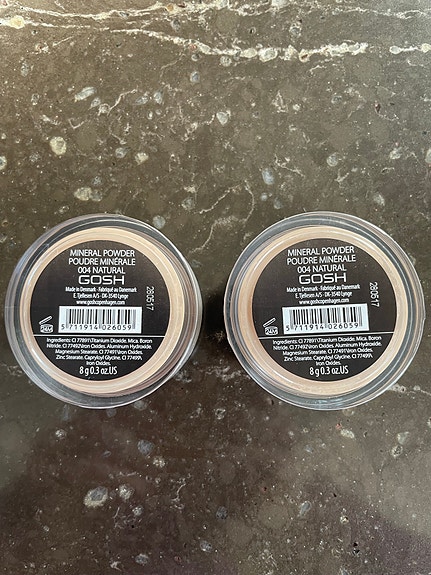 MINERAL POWDER
POUDRE MINÉRALE
004 NATURAL
GOSH
Made in Denmark - Fabriqué au Danemark
E. Tjellesen A/S - DK-3540 Lynge
www.goshcopenhagen.com
280517
5 711914 026059
24M
Ingredients: CI 77891\Titanium Dioxide. Mica. Boron
Nitride. CI 77492\Iron Oxides. Aluminum Hydroxide.
Magnesium Stearate. CI 77491\Iron Oxides.
Zinc Stearate. Capryloyl Glycine. CI 77499\
Iron Oxides.
8 g 0.3 oz.US
MINERAL POWDER
POUDRE MINÉRALE
004 NATURAL
GOSH
Made in Denmark - Fabriqué au Danemark
E. Tjellesen A/S - DK-3540 Lynge
www.goshcopenhagen.com
280517
5 711914 026059
24M
Ingredients: CI 77891\Titanium Dioxide. Mica. Boron
Nitride. CI 77492\Iron Oxides. Aluminum Hydroxide.
Magnesium Stearate. CI 77491\Iron Oxides.
Zinc Stearate. Capryloyl Glycine. CI 77499\
Iron Oxides.
8 g 0.3 oz.US